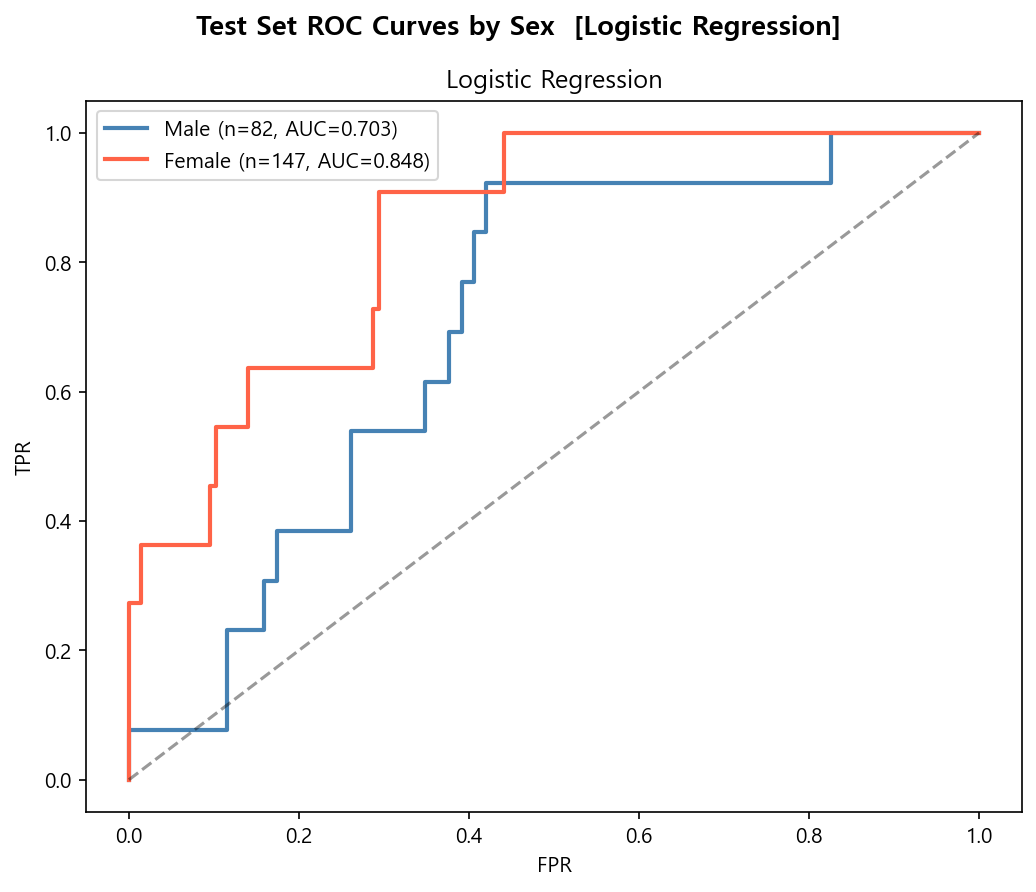 Test Set ROC Curves by Sex  [Logistic Regression]
Logistic Regression
Male (n=82, AUC=0.703)
Female (n=147, AUC=0.848)
1.0
0.8
0.6
0.4
0.2
0.0
TPR
0.0 0.2 0.4 0.6 0.8 1.0
FPR